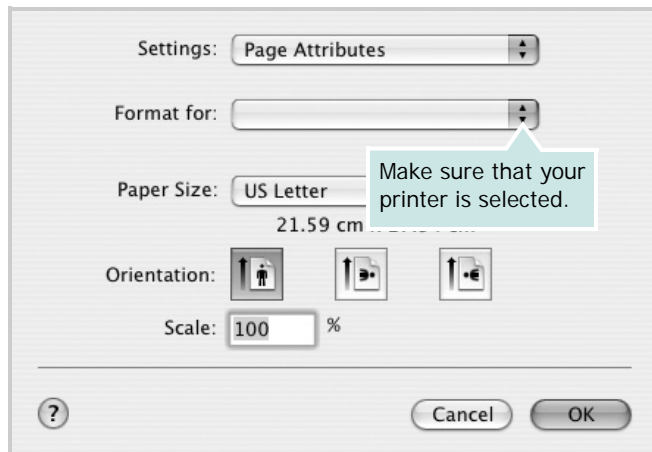 Settings: Page Attributes
Format for:
Make sure that your
printer is selected.
Paper Size: US Letter
21.59 cm
Orientation:
Scale: 100 %
? Cancel OK